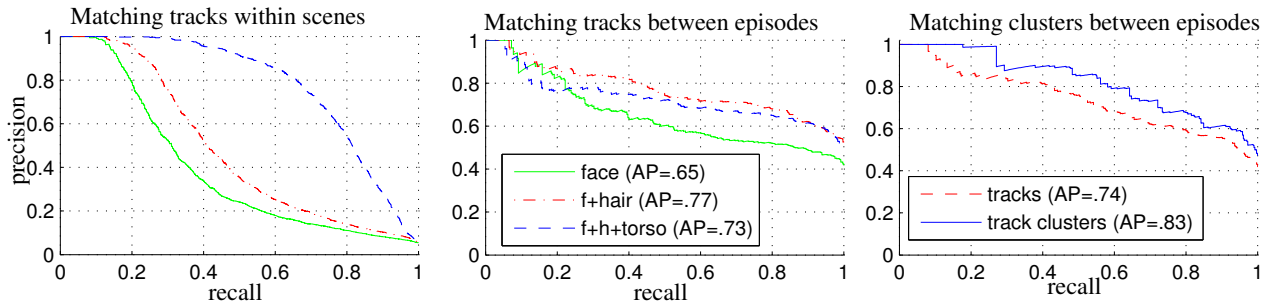 Matching tracks within scenes
precision
1
0.8
0.6
0.4
0.2
0
0 0.2 0.4 0.6 0.8 1
recall
Matching tracks between episodes
1
0.8
0.6
0.4
0.2
0
face (AP=.65)
f+hair (AP=.77)
f+h+torso (AP=.73)
0 0.2 0.4 0.6 0.8 1
recall
Matching clusters between episodes
1
0.8
0.6
0.4
0.2
0
tracks (AP=.74)
track clusters (AP=.83)
0 0.2 0.4 0.6 0.8 1
recall